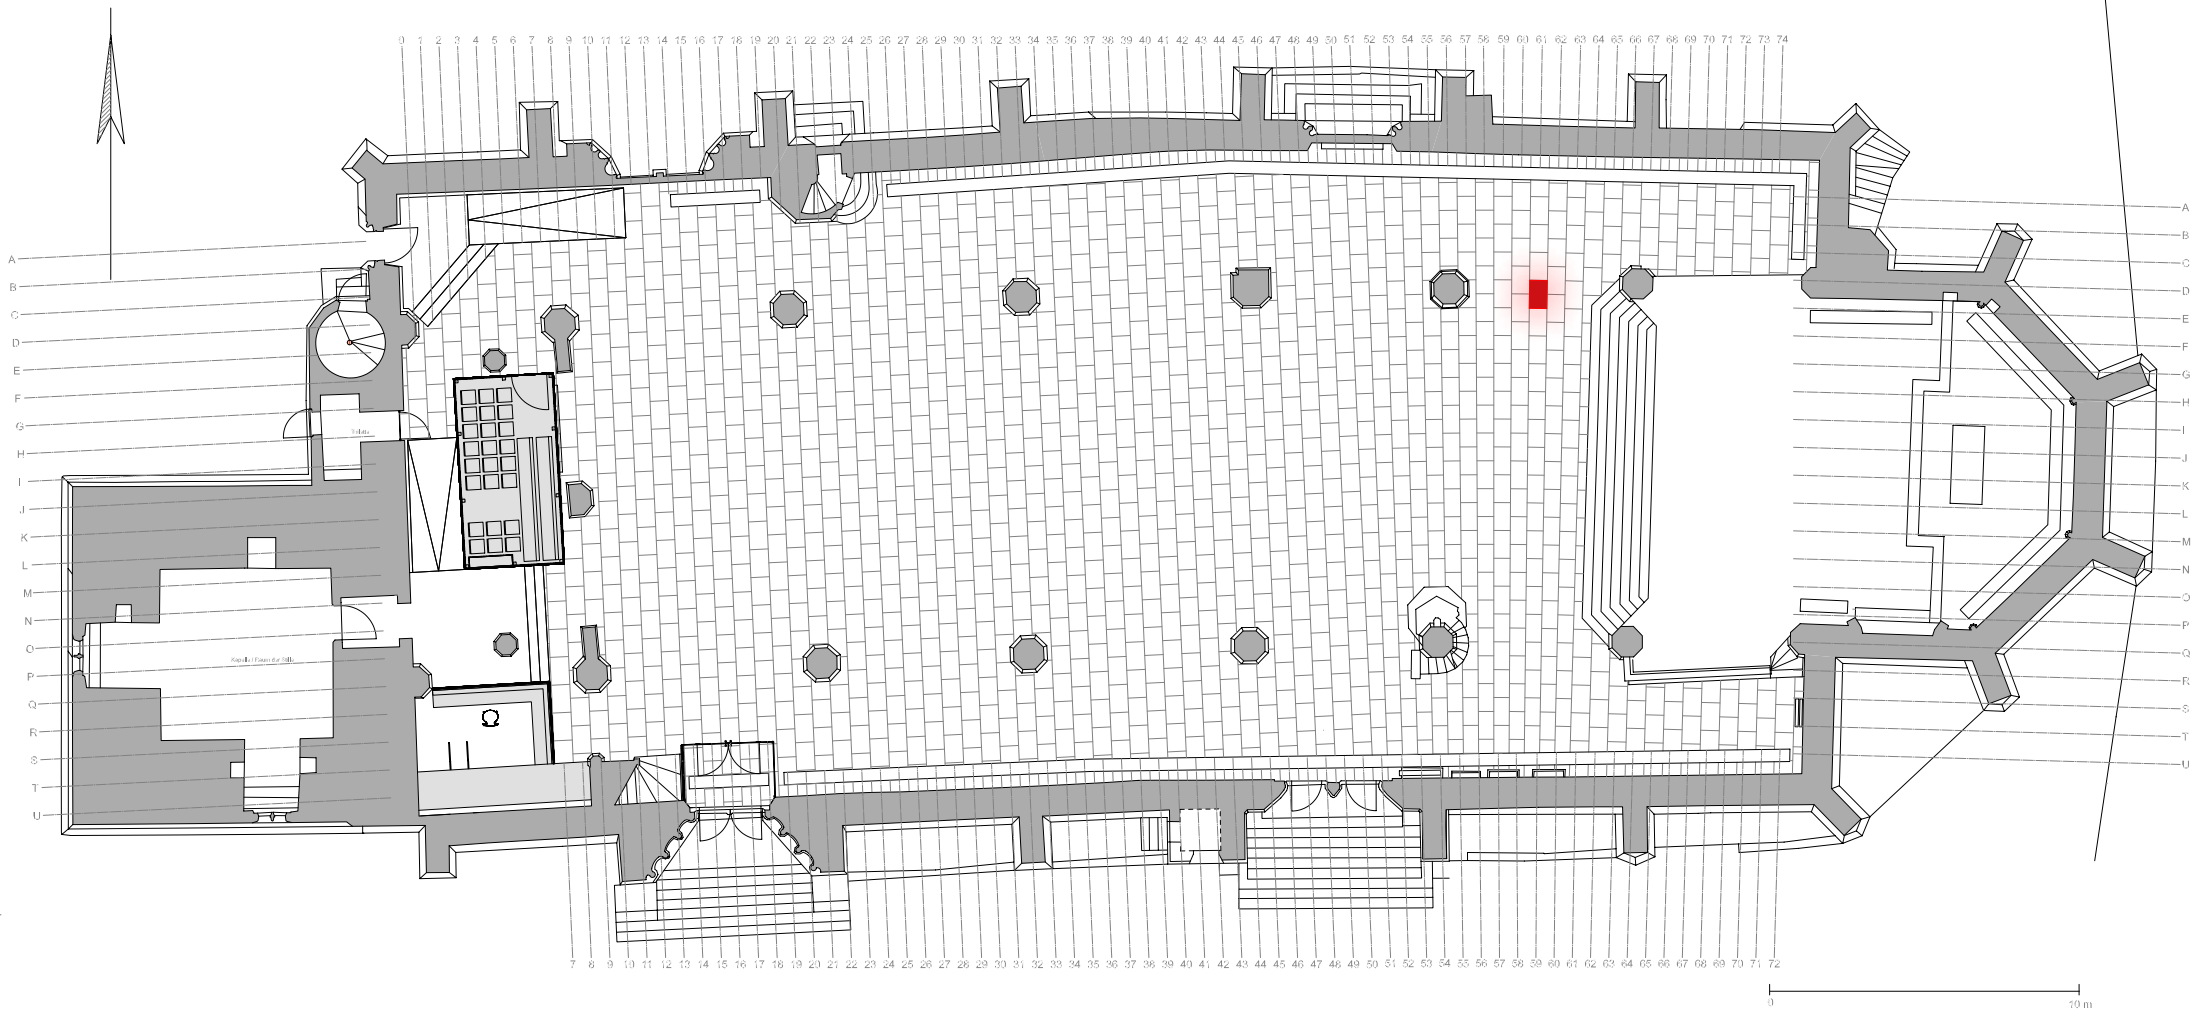 0 1 2 3 4 5 6 7 8 9 10 11 12 13 14 15 16 17 18 19 20 21 22 23 24 25 26 27 28 29 30 31 32 33 34 35 36 37 38 39 40 41 42 43 44 45 46 47 48 49 50 51 52 53 54 55 56 57 58 59 60 61 62 63 64 65 66 67 68 69 70 71 72 73 74
A
B
C
D
E
F
G
H
I
J
K
L
M
N
O
P
Q
R
S
T
U
Kapelle / Raum der Stille
A
B
C
D
E
F
G
H
I
J
K
L
M
N
O
P
Q
R
S
T
U
7 8 9 10 11 12 13 14 15 16 17 18 19 20 21 22 23 24 25 26 27 28 29 30 31 32 33 34 35 36 37 38 39 40 41 42 43 44 45 46 47 48 49 50 51 52 53 54 55 56 57 58 59 60 61 62 63 64 65 66 67 68 69 70 71 72
0 10 m